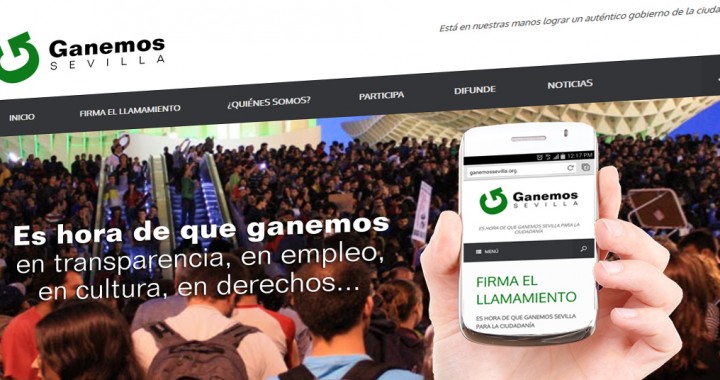 Está en nuestras manos lograr un auténtico gobierno de la ciuda
Ganemos
SEVILLA
INICIO FIRMA EL LLAMAMIENTO ¿QUIÉNES SOMOS? PARTICIPA DIFUNDE NOTICIAS
Es hora de que ganemos
en transparencia, en empleo,
en cultura, en derechos...
12:17 PM
ganemossevilla.org
Ganemos
SEVILLA
ES HORA DE QUE GANEMOS SEVILLA PARA LA
CIUDADANÍA
MENÚ
FIRMA EL
LLAMAMIENTO
ES HORA DE QUE GANEMOS SEVILLA
PARA LA CIUDADANÍA